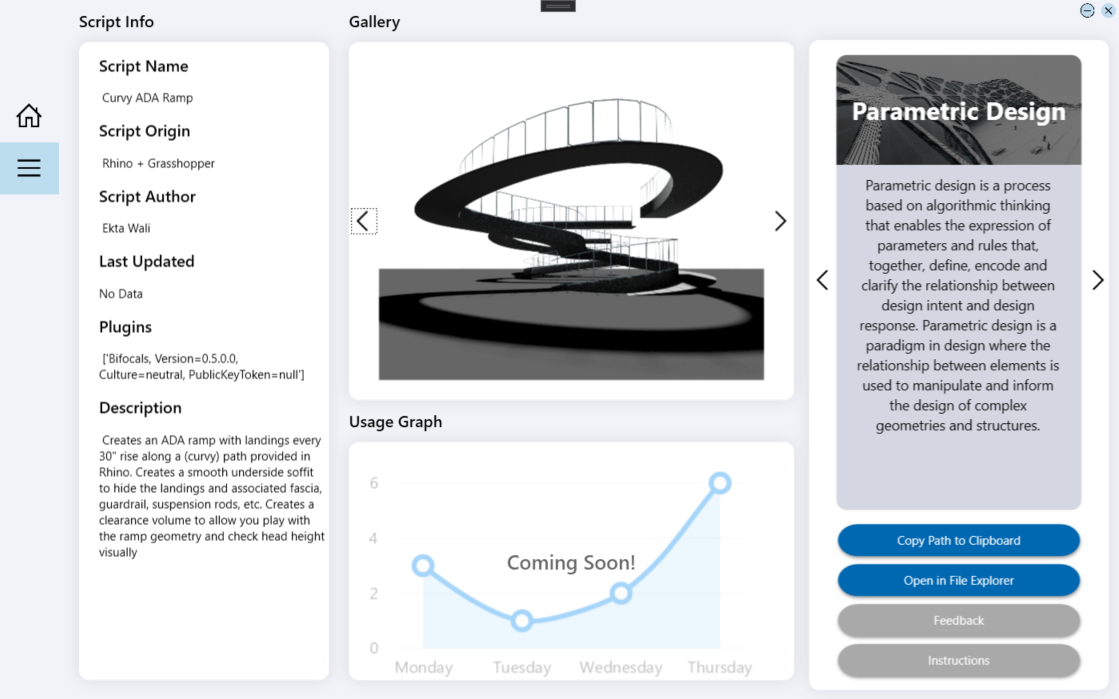 Script Info
Script Name
Curvy ADA Ramp
Script Origin
Rhino + Grasshopper
Script Author
Ekta Wali
Last Updated
No Data
Plugins
['Bifocals, Version=0.5.0.0,
Culture=neutral, PublicKeyToken=null']
Description
Creates an ADA ramp with landings every
30" rise along a (curvy) path provided in
Rhino. Creates a smooth underside soffit
to hide the landings and associated fascia,
guardrail, suspension rods, etc. Creates a
clearance volume to allow you play with
the ramp geometry and check head height
visually
Gallery
Usage Graph
6
4
2
0
Coming Soon!
Monday Tuesday Wednesday Thursday
Parametric Design
Parametric design is a process
based on algorithmic thinking
that enables the expression of
parameters and rules that,
together, define, encode and
clarify the relationship between
design intent and design
response. Parametric design is a
paradigm in design where the
relationship between elements is
used to manipulate and inform
the design of complex
geometries and structures.
Copy Path to Clipboard
Open in File Explorer
Feedback
Instructions